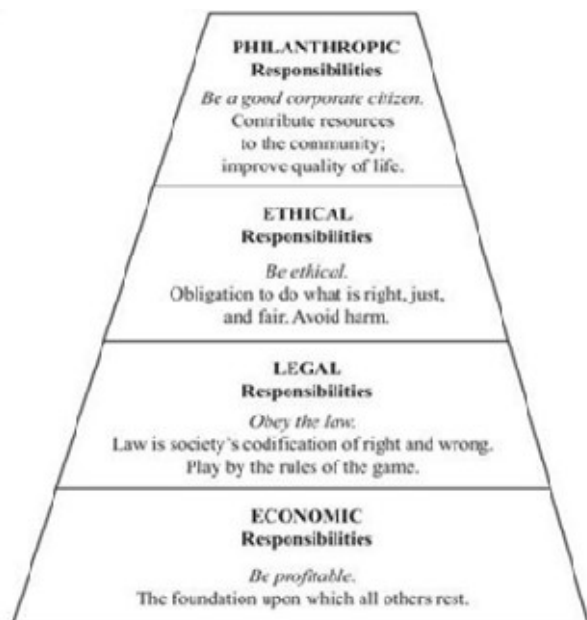 PHILANTHROPIC
Responsibilities
Be a good corporate citizen.
Contribute resources
to the community;
improve quality of life.
ETHICAL
Responsibilities
Be ethical.
Obligation to do what is right, just,
and fair. Avoid harm.
LEGAL
Responsibilities
Obey the law.
Law is society's codification of right and wrong.
Play by the rules of the game.
ECONOMIC
Responsibilities
Be profitable.
The foundation upon which all others rest.